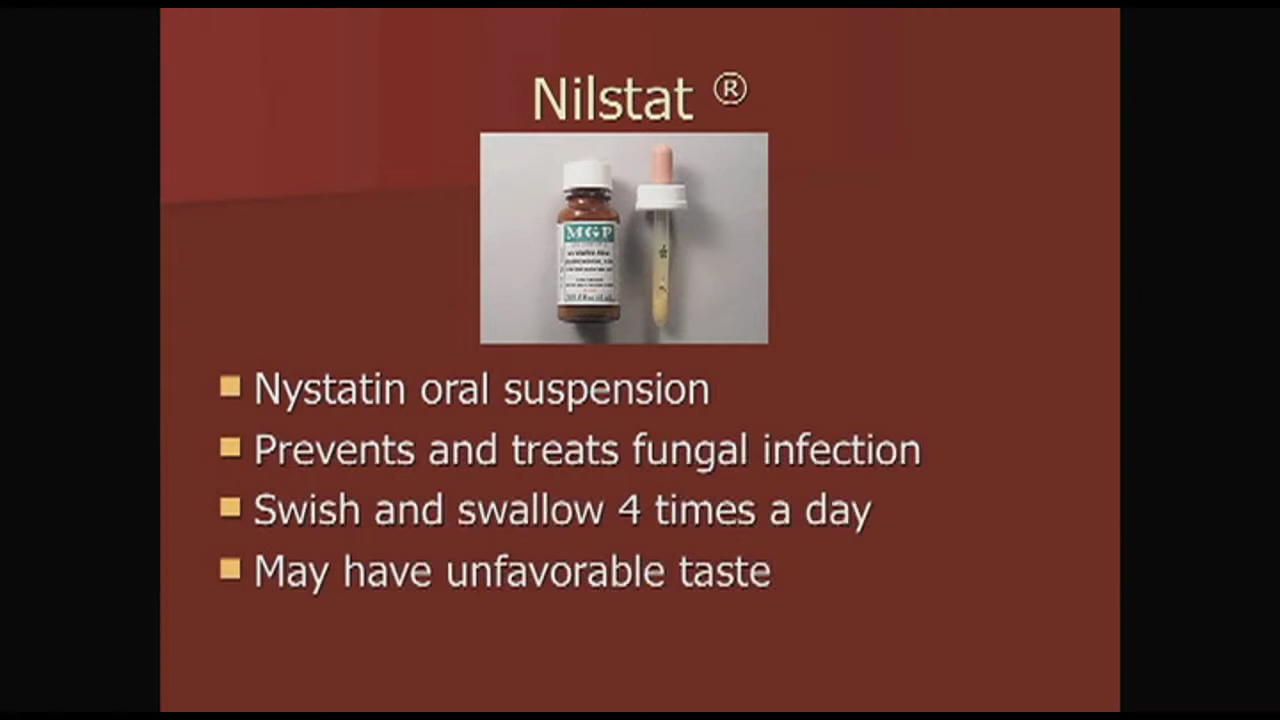 Nilstat ®
MGP
Nystatin oral suspension
Prevents and treats fungal infection
Swish and swallow 4 times a day
May have unfavorable taste